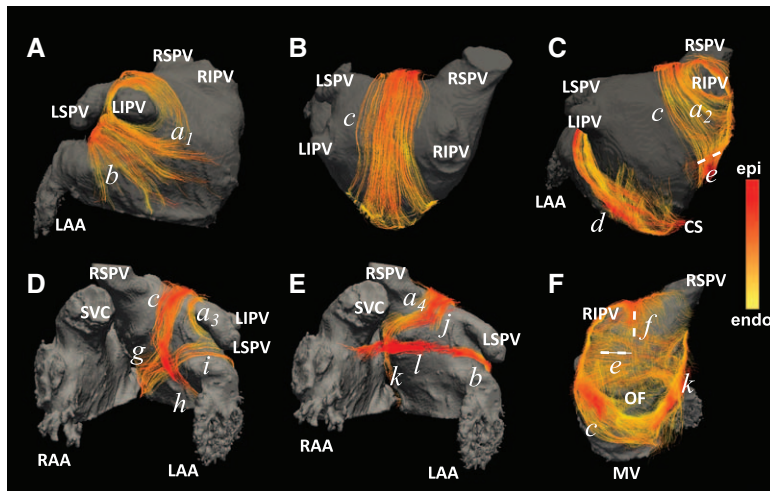 A
RSPV
RIPV
LSPV
LIPV
a1
b
LAA
B
LSPV
RSPV
c
LIPV
RIPV
C
RSPV
LSPV
RIPV
LIPV
c
a2
e
LAA
d
CS
epi
endo
D
RSPV
c
SVC
a3
LIPV
LSPV
g
i
h
RAA
LAA
E
RSPV
a4
SVC
j
LSPV
k
l
b
LAA
F
RSPV
RIPV
f
e
OF
k
c
MV